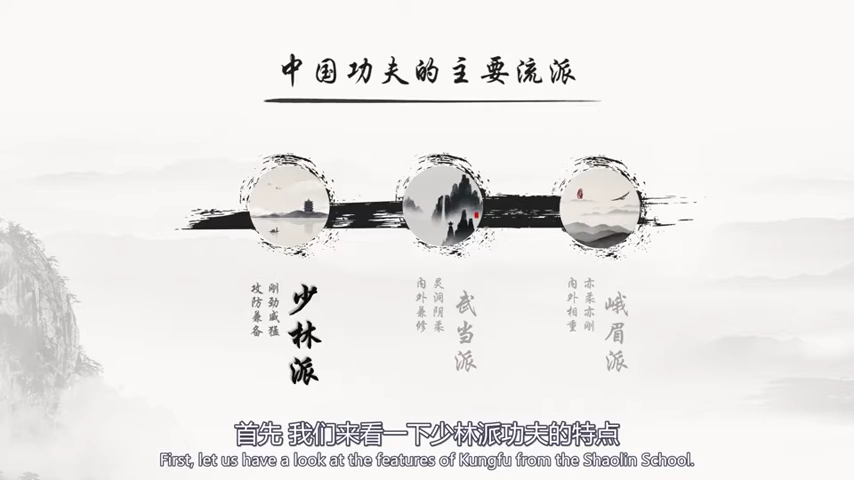 中国功夫的主要流派
少林派
刚劲威猛
攻防兼备
武当派
灵洞阴柔
内外兼修
峨眉派
亦柔亦刚
内外相重
首先 我们来看一下少林派功夫的特点
First, let us have a look at the features of Kungfu from the Shaolin School.